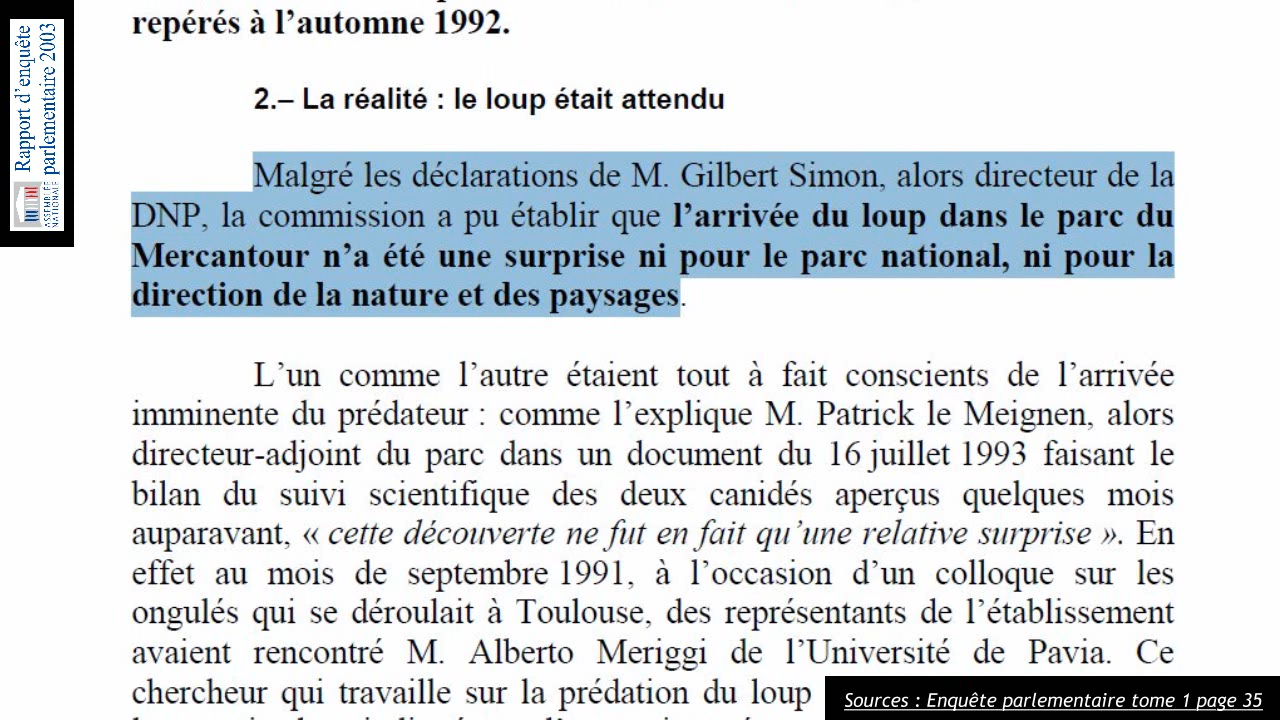 Rapport d'enquête
parlementaire 2003
ASSEMBLÉE
NATIONALE
repérés à l'automne 1992.
2.– La réalité : le loup était attendu
Malgré les déclarations de M. Gilbert Simon, alors directeur de la
DNP, la commission a pu établir que l'arrivée du loup dans le parc du
Mercantour n'a été une surprise ni pour le parc national, ni pour la
direction de la nature et des paysages.
L'un comme l'autre étaient tout à fait conscients de l'arrivée
imminente du prédateur : comme l'explique M. Patrick le Meignen, alors
directeur-adjoint du parc dans un document du 16 juillet 1993 faisant le
bilan du suivi scientifique des deux canidés aperçus quelques mois
auparavant, « cette découverte ne fut en fait qu'une relative surprise ». En
effet au mois de septembre 1991, à l'occasion d'un colloque sur les
ongulés qui se déroulait à Toulouse, des représentants de l'établissement
avaient rencontré M. Alberto Meriggi de l'Université de Pavia. Ce
chercheur qui travaille sur la prédation du loup
Sources : Enquête parlementaire tome 1 page 35